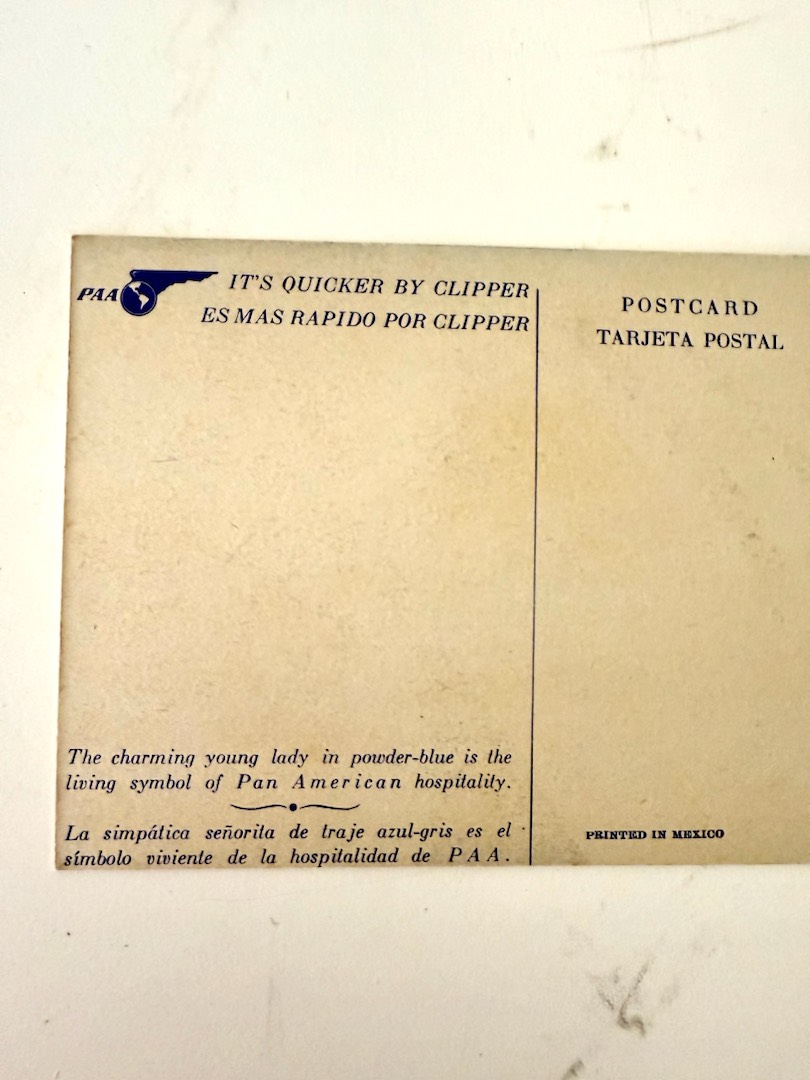 PAA
IT'S QUICKER BY CLIPPER
ES MAS RAPIDO POR CLIPPER
The charming young lady in powder-blue is the
living symbol of Pan American hospitality.
La simpática señorita de traje azul-gris es el
símbolo viviente de la hospitalidad de PAA.
POSTCARD
TARJETA POSTAL
PRINTED IN MEXICO